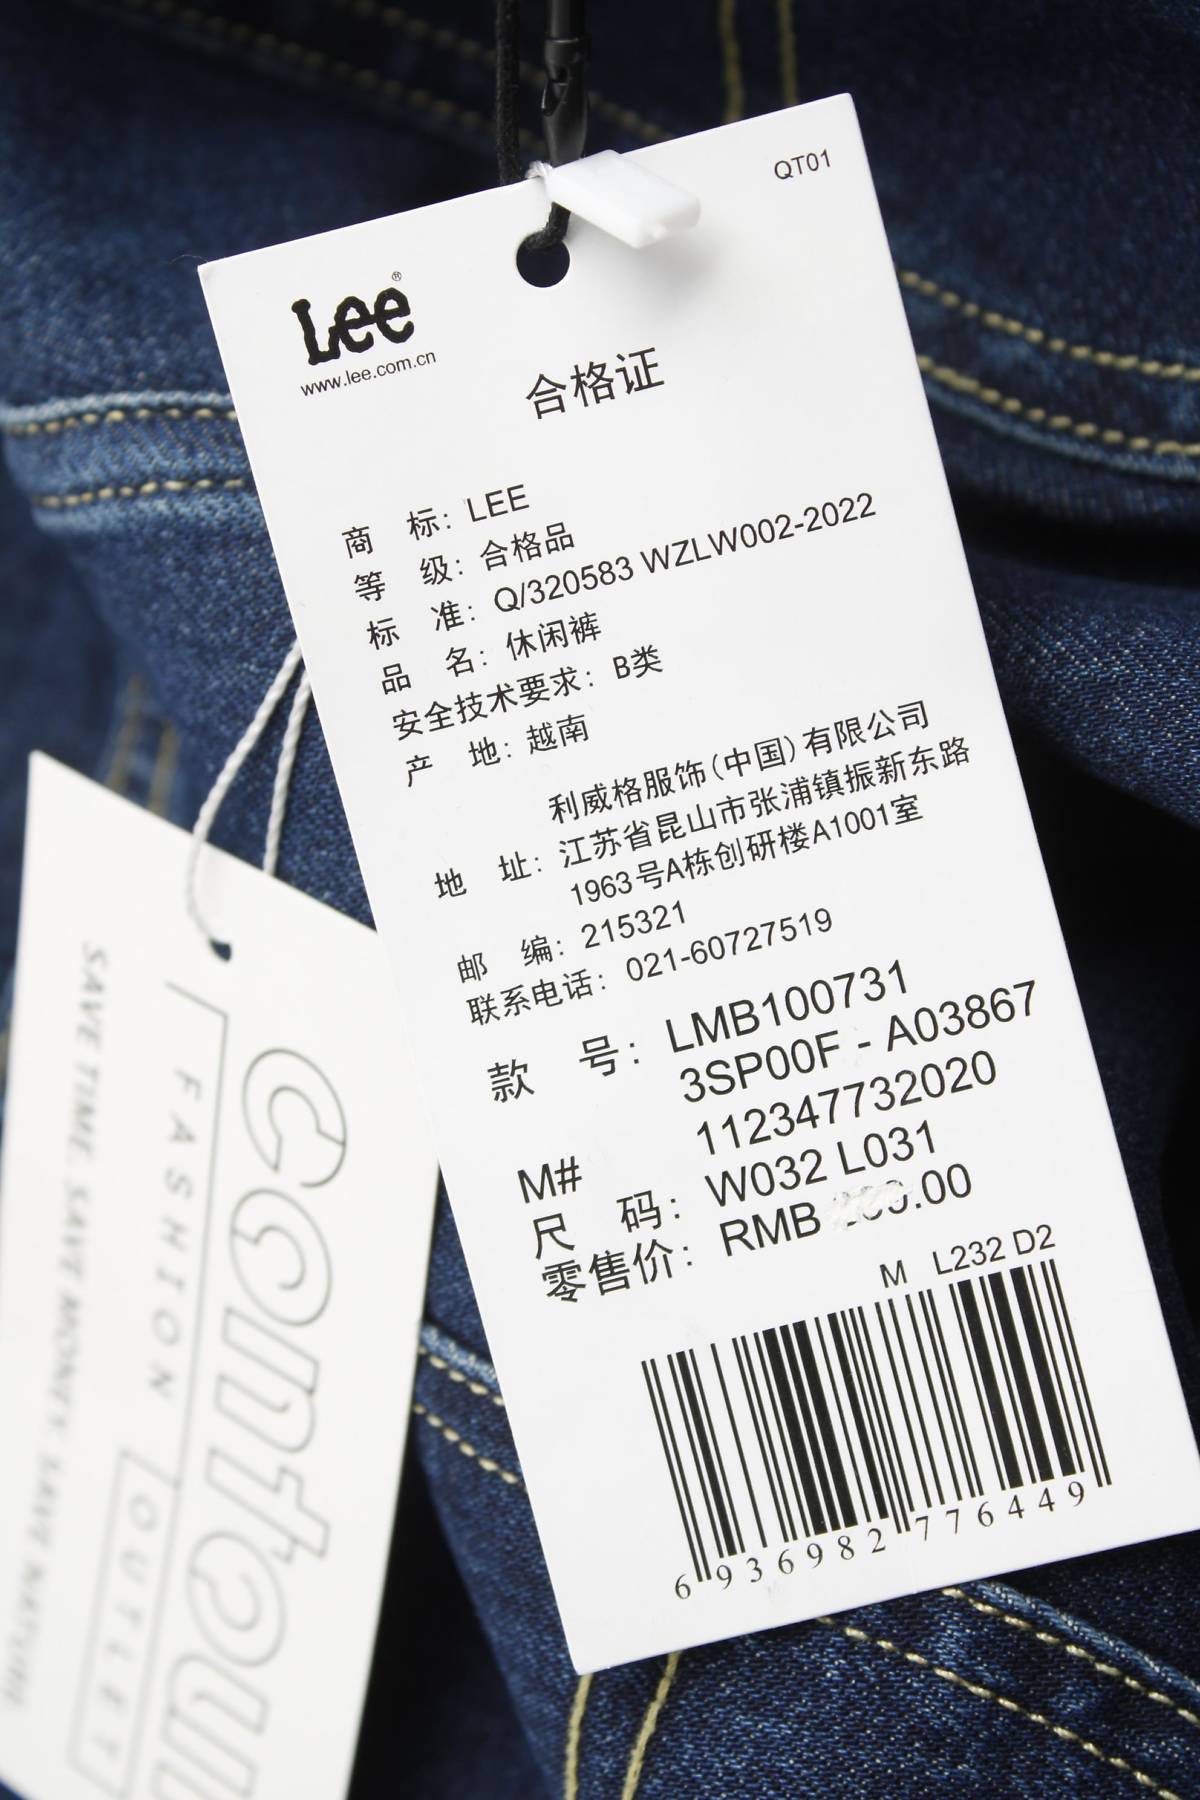 QT01
Lee®
www.lee.com.cn
合格证
商 标: LEE
等 级: 合格品
标 准: Q/320583 WZLW002-2022
品 名: 休闲裤
安全技术要求: B类
产 地: 越南
利威格服饰(中国)有限公司
地 址: 江苏省昆山市张浦镇振新东路
1963号A栋创研楼A1001室
邮 编: 215321
联系电话: 021-60727519
款 号: LMB100731
3SP00F - A03867
M# 112347732020
尺 码: W032 L031
零售价: RMB .00
M L232 D2
6 936982 776449
SAVE TIME. SAVE MONEY. SAVE NATURE.
FASHION OUTLET
Contour